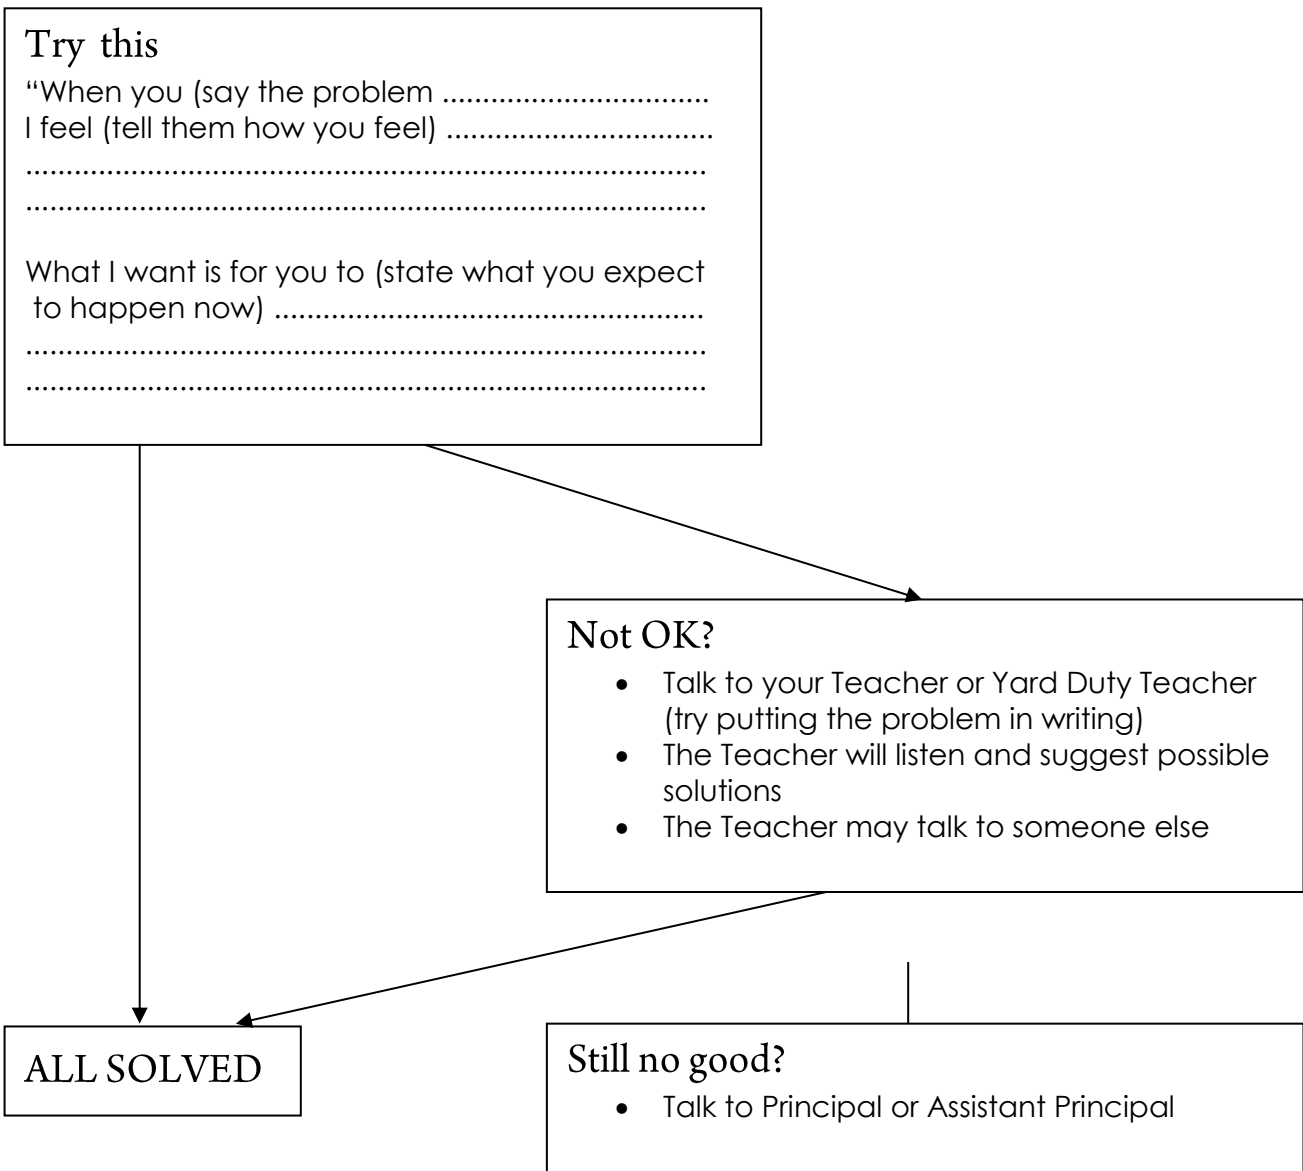 Try this
“When you (say the problem .................................
I feel (tell them how you feel) .................................
.....................................................................................
.....................................................................................
What I want is for you to (state what you expect
to happen now) .....................................................
.....................................................................................
.....................................................................................
Not OK?
• Talk to your Teacher or Yard Duty Teacher
(try putting the problem in writing)
• The Teacher will listen and suggest possible
solutions
• The Teacher may talk to someone else
ALL SOLVED
Still no good?
• Talk to Principal or Assistant Principal